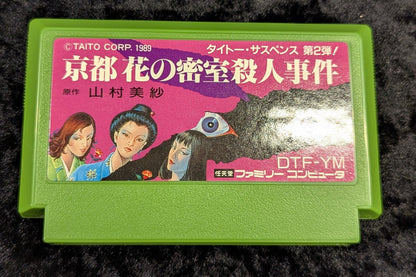 ©TAITO CORP. 1989
タイトー・サスペンス 第2弾!
京都 花の密室殺人事件
原作 山村美紗
DTF-YM
任天堂 ファミリーコンピュータ